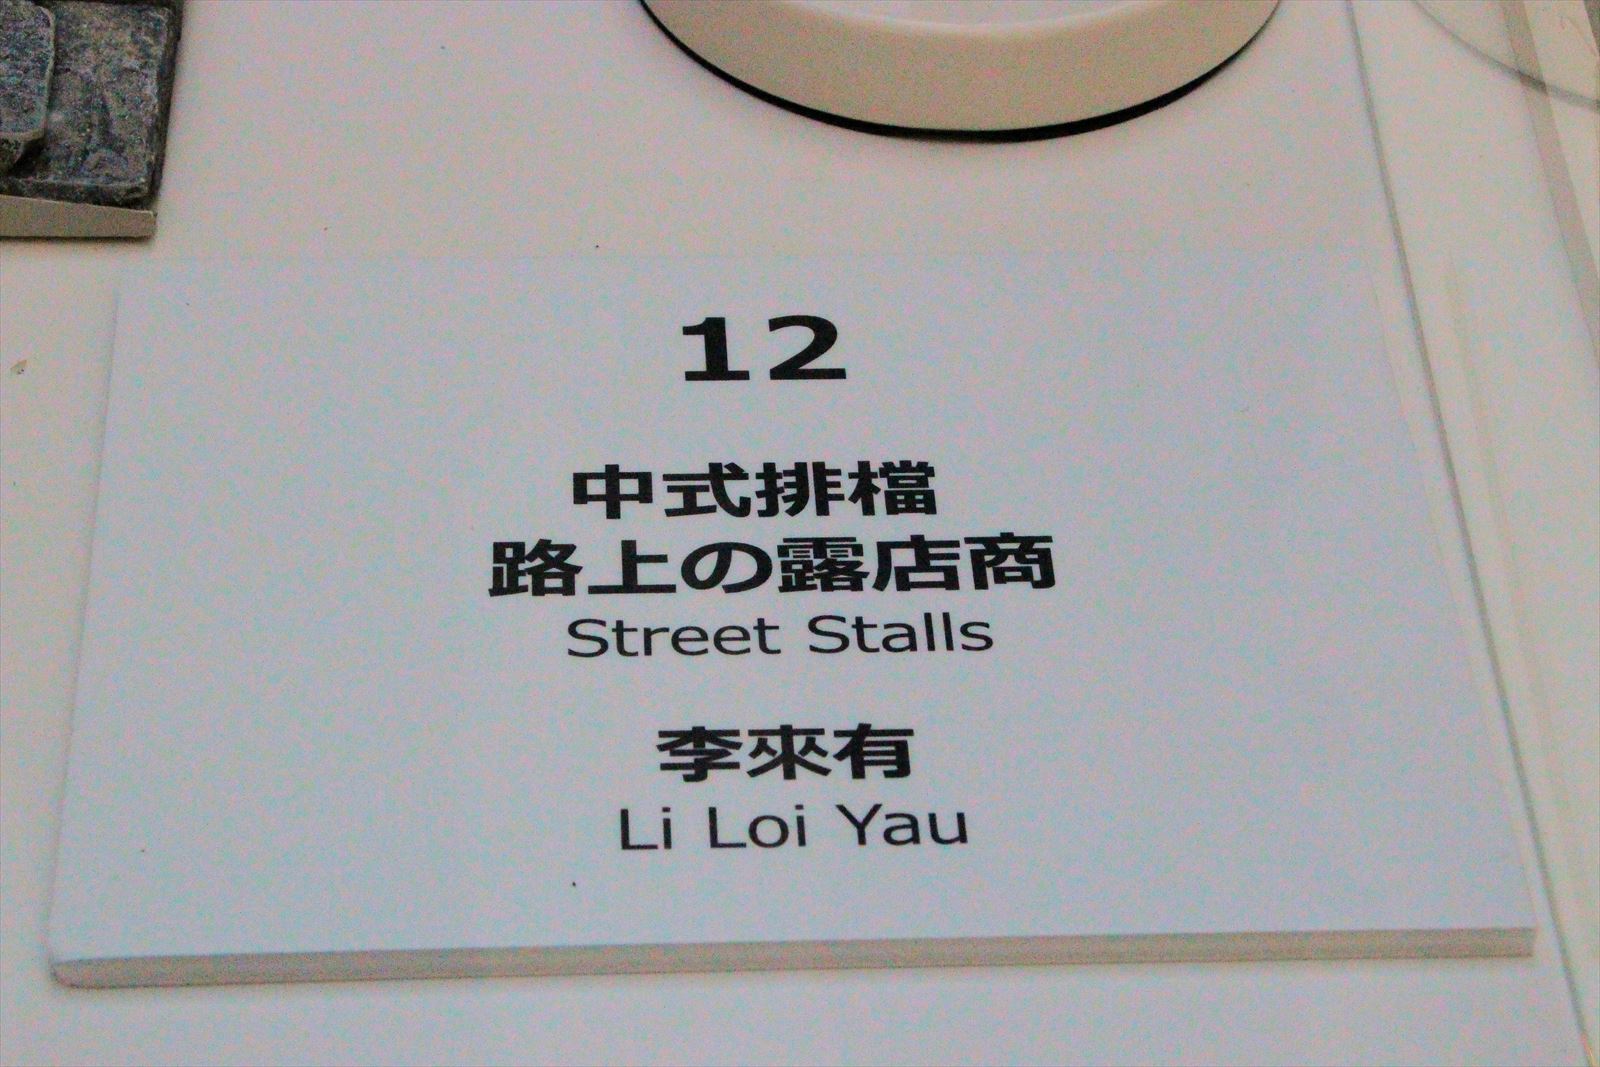 12
中式排檔
路上の露店商
Street Stalls
李來有
Li Loi Yau